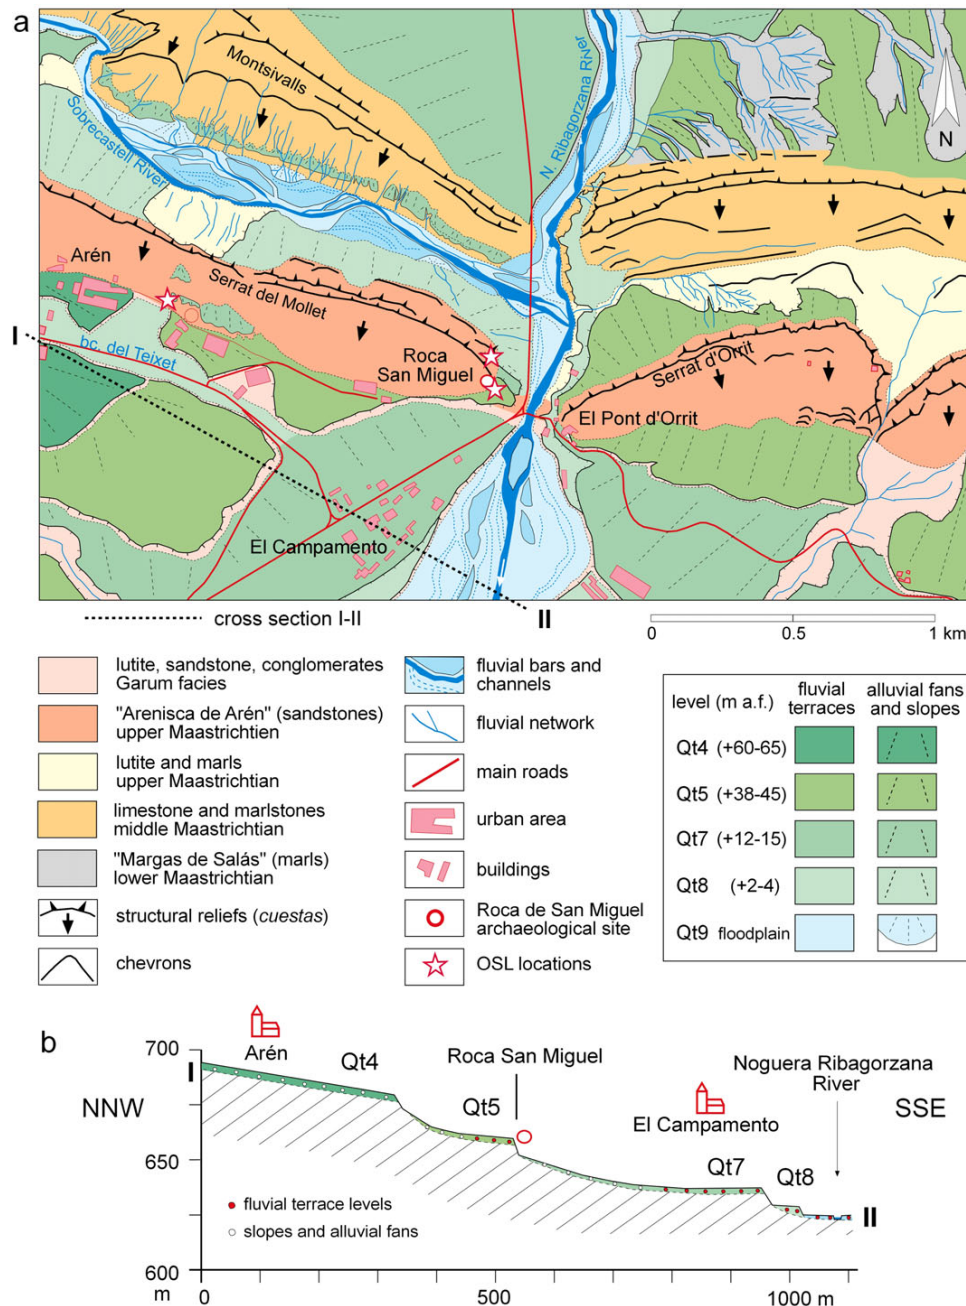 a
Montsivalls
Sobrecastell River
N. Ribagorzana River
N
Arén
Serrat del Mollet
I
bc. del Teixet
Roca
San Miguel
Serrat d'Orrit
El Pont d'Orrit
El Campamento
cross section I-II
II
0 0.5 1 km
lutite, sandstone, conglomerates
Garum facies
"Arenisca de Arén" (sandstones)
upper Maastrichtien
lutite and marls
upper Maastrichtian
limestone and marlstones
middle Maastrichtian
"Margas de Salás" (marls)
lower Maastrichtian
structural reliefs (cuestas)
chevrons
fluvial bars and
channels
fluvial network
main roads
urban area
buildings
Roca de San Miguel
archaeological site
OSL locations
level (m a.f.) fluvial terraces alluvial fans and slopes
Qt4 (+60-65)
Qt5 (+38-45)
Qt7 (+12-15)
Qt8 (+2-4)
Qt9 floodplain
b
700
I
Arén
Qt4
Roca San Miguel
Noguera Ribagorzana
River
NNW
Qt5
El Campamento
SSE
650
Qt7
Qt8
II
fluvial terrace levels
slopes and alluvial fans
600
m
0 500 1000 m